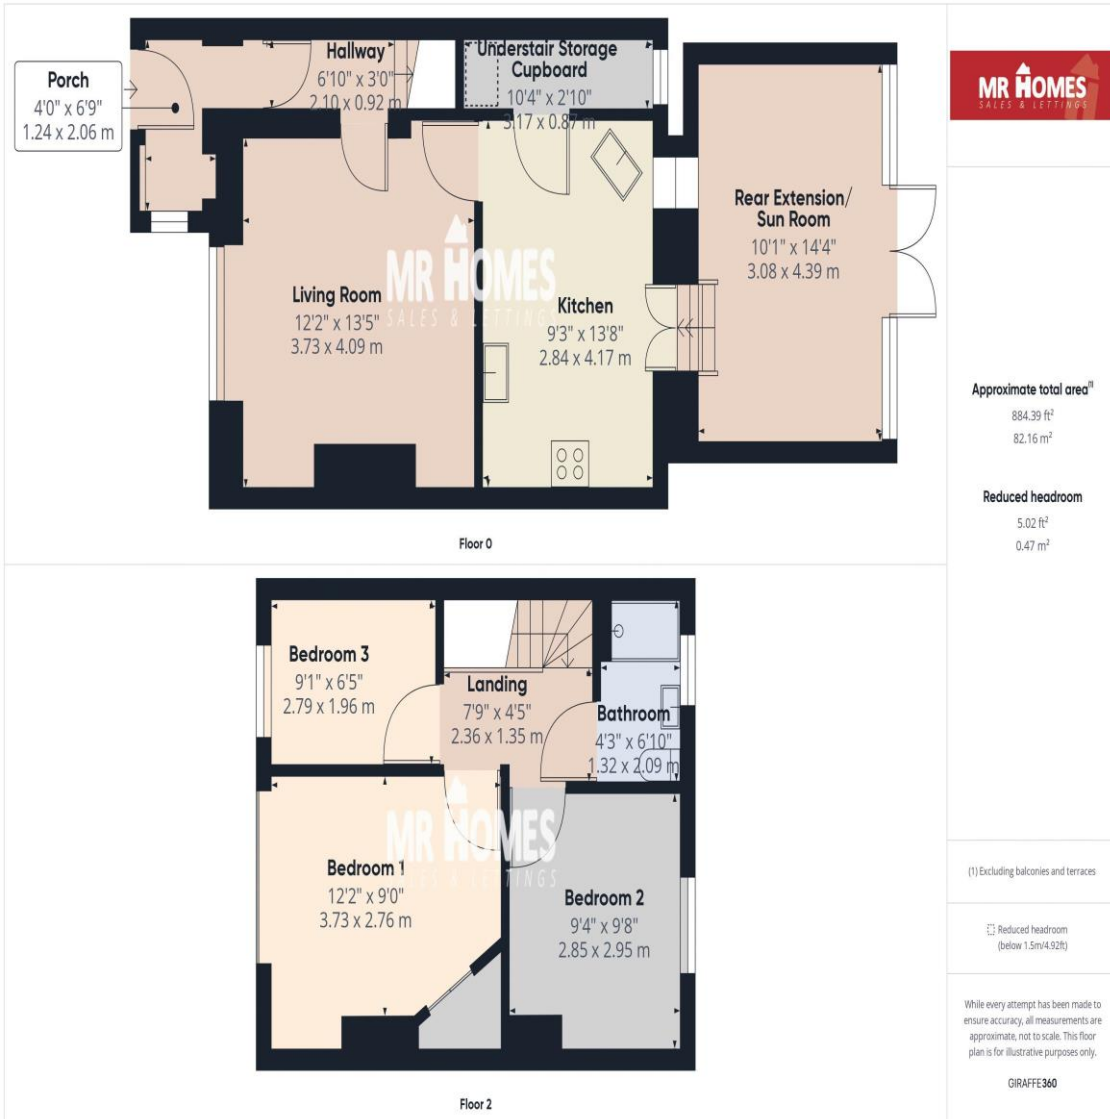 Porch
4'0" x 6'9"
1.24 x 2.06 m
Hallway
6'10" x 3'0"
2.10 x 0.92 m
Understair Storage
Cupboard
10'4" x 2'10"
3.17 x 0.87 m
Rear Extension/
Sun Room
10'1" x 14'4"
3.08 x 4.39 m
Living Room
12'2" x 13'5"
3.73 x 4.09 m
MR HOMES
SALES & LETTINGS
Kitchen
9'3" x 13'8"
2.84 x 4.17 m
Floor 0
Bedroom 3
9'1" x 6'5"
2.79 x 1.96 m
Landing
7'9" x 4'5"
2.36 x 1.35 m
Bathroom
4'3" x 6'10"
1.32 x 2.09 m
MR HOMES
SALES & LETTINGS
Bedroom 1
12'2" x 9'0"
3.73 x 2.76 m
Bedroom 2
9'4" x 9'8"
2.85 x 2.95 m
Floor 2
MR HOMES
SALES & LETTINGS
Approximate total area(1)
884.39 ft²
82.16 m²
Reduced headroom
5.02 ft²
0.47 m²
(1) Excluding balconies and terraces
Reduced headroom
(below 1.5m/4.92ft)
While every attempt has been made to
ensure accuracy, all measurements are
approximate, not to scale. This floor
plan is for illustrative purposes only.
GIRAFFE360